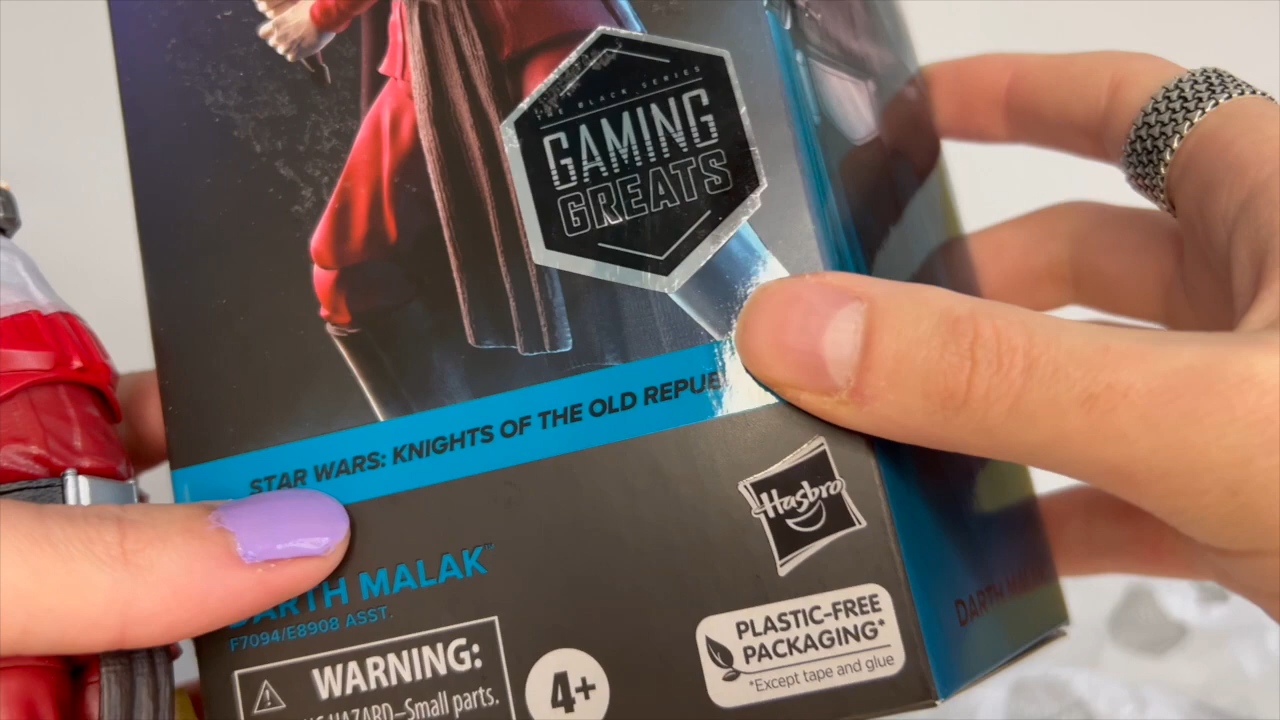 THE BLACK SERIES
GAMING
GREATS
STAR WARS: KNIGHTS OF THE OLD
Hasbro
DARTH MALAK™
F7094/E8908 ASST.
WARNING:
HAZARD–Small parts.
4+
PLASTIC-FREE
PACKAGING*
*Except tape and glue
DARTH